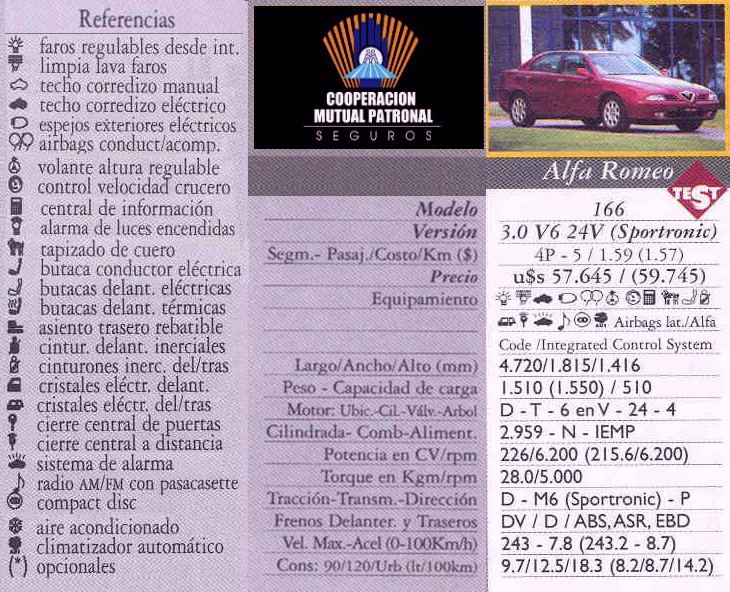 Referencias
faros regulables desde int.
limpia lava faros
techo corredizo manual
techo corredizo eléctrico
espejos exteriores eléctricos
airbags conduct/acomp.
volante altura regulable
control velocidad crucero
central de información
alarma de luces encendidas
tapizado de cuero
butaca conductor eléctrica
butacas delant. eléctricas
butacas delant. térmicas
asiento trasero rebatible
cintur. delant. inerciales
cinturones inerc. del/tras
cristales eléctr. delant.
cristales eléctr. del/tras
cierre central de puertas
cierre central a distancia
sistema de alarma
radio AM/FM con pasacasette
compact disc
aire acondicionado
climatizador automático
(*) opcionales
COOPERACION
MUTUAL PATRONAL
SEGUROS
Alfa Romeo
TEST
Modelo 166
Versión 3.0 V6 24V (Sportronic)
Segm.- Pasaj./Costo/Km ($) 4P - 5 / 1.59 (1.57)
Precio u$s 57.645 / (59.745)
Equipamiento
Airbags lat./Alfa
Code /Integrated Control System
Largo/Ancho/Alto (mm) 4.720/1.815/1.416
Peso - Capacidad de carga 1.510 (1.550) / 510
Motor: Ubic.-Cil.-Válv.-Arbol D - T - 6 en V - 24 - 4
Cilindrada- Comb-Aliment. 2.959 - N - IEMP
Potencia en CV/rpm 226/6.200 (215.6/6.200)
Torque en Kgm/rpm 28.0/5.000
Tracción-Transm.-Dirección D - M6 (Sportronic) - P
Frenos Delanter. y Traseros DV / D / ABS, ASR, EBD
Vel. Max.-Acel (0-100Km/h) 243 - 7.8 (243.2 - 8.7)
Cons: 90/120/Urb (lt/100km) 9.7/12.5/18.3 (8.2/8.7/14.2)